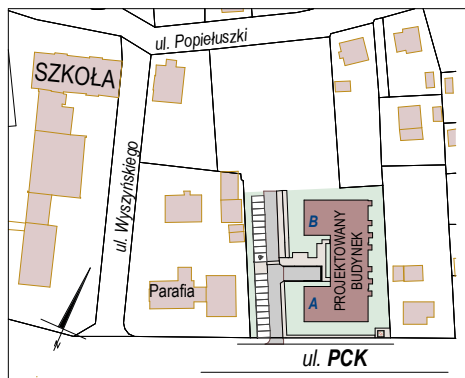 ul. Popiełuszki
SZKOŁA
ul. Wyszyńskiego
B
PROJEKTOWANY
BUDYNEK
A
Parafia
N
ul. PCK